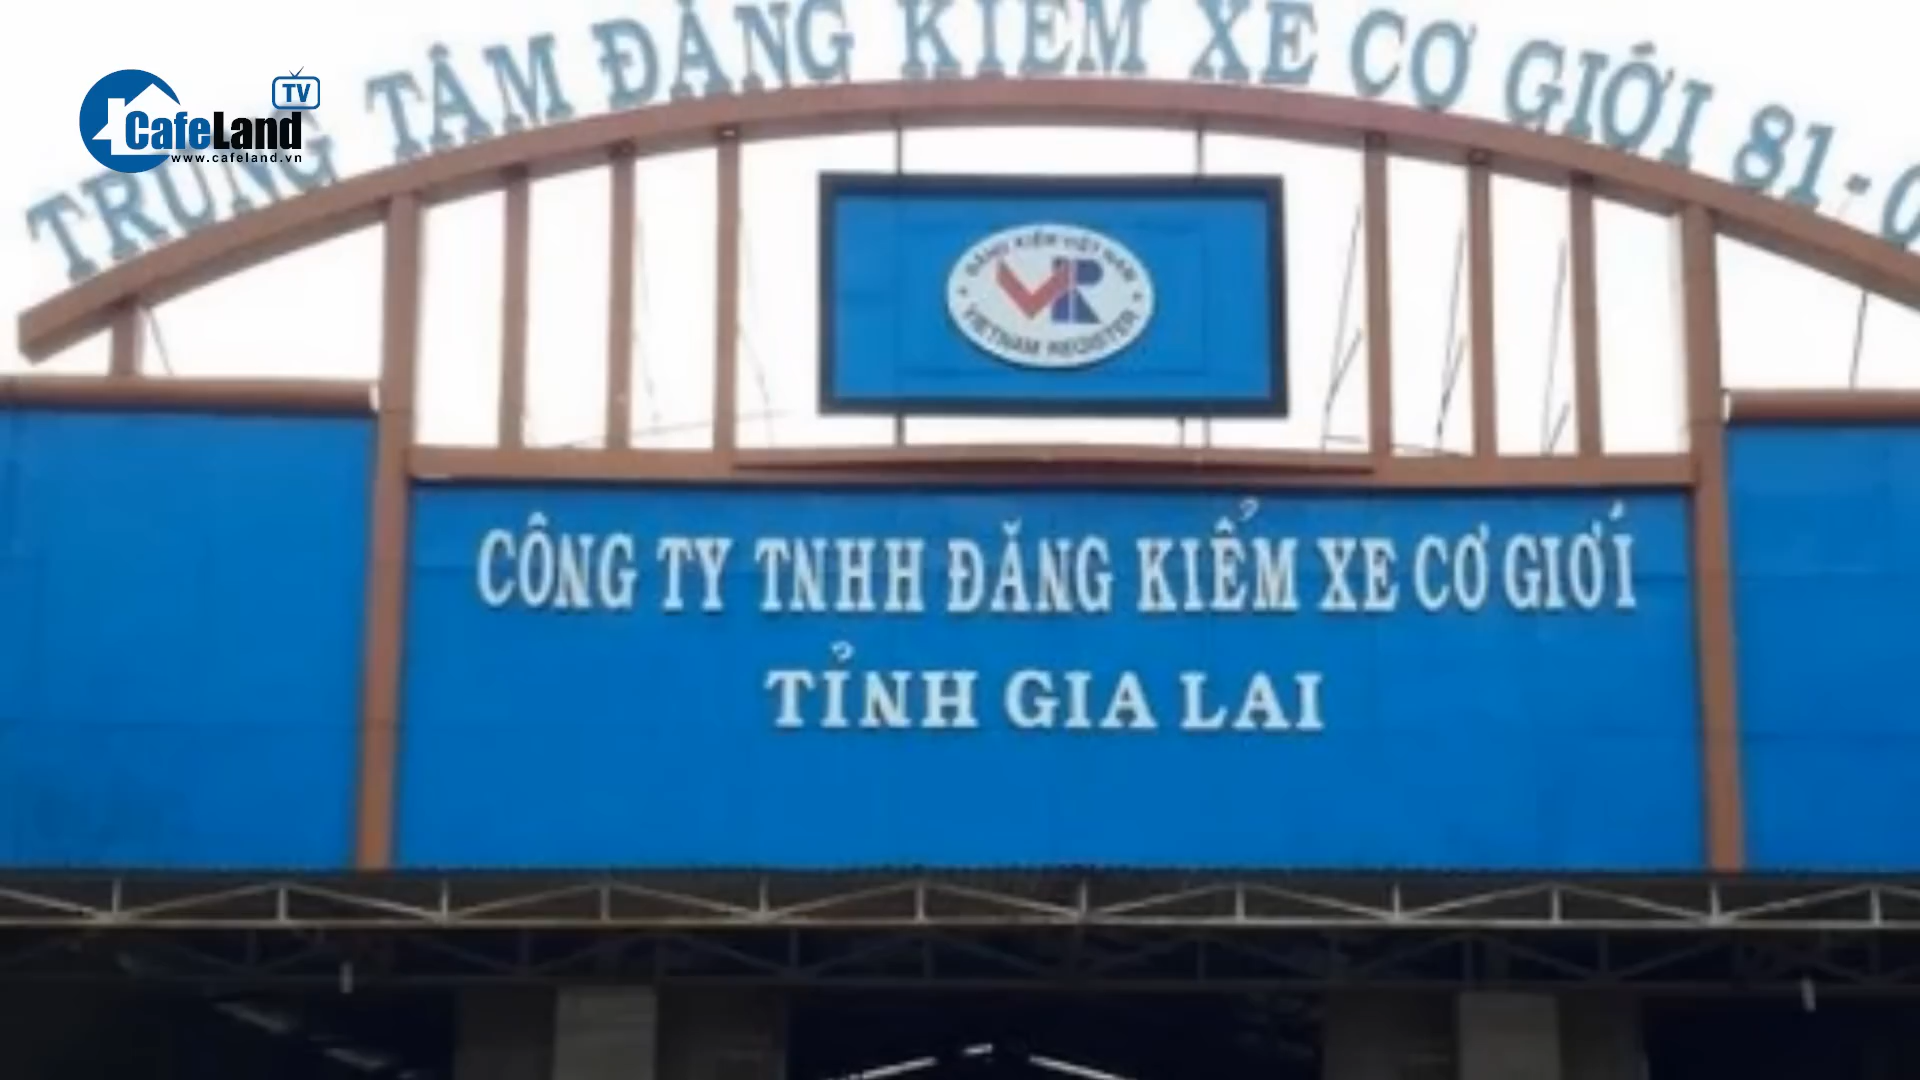 TRUNG TÂM ĐĂNG KIỂM XE CƠ GIỚI 81-0
TV
CafeLand
www.cafeland.vn
ĐĂNG KIỂM VIỆT NAM
VR
VIETNAM REGISTER
CÔNG TY TNHH ĐĂNG KIỂM XE CƠ GIỚI
TỈNH GIA LAI